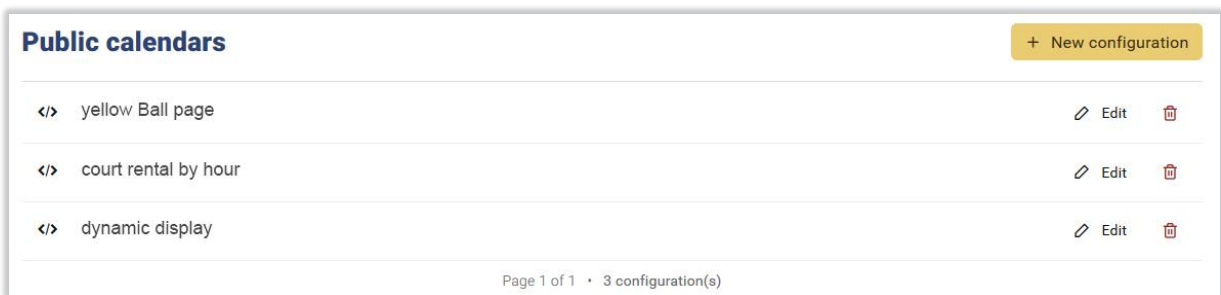 Public calendars
+ New configuration
</> yellow Ball page Edit
</> court rental by hour Edit
</> dynamic display Edit
Page 1 of 1 • 3 configuration(s)